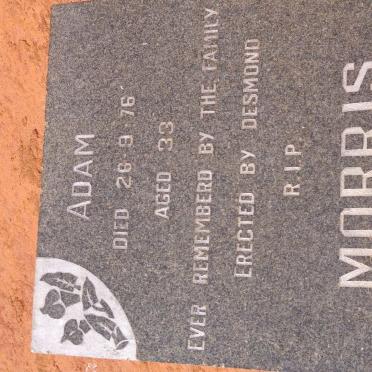 ADAM
DIED 26·9·76
AGED 33
EVER REMEMBERD BY THE FAMILY
ERECTED BY DESMOND
R.I.P.
MORRIS